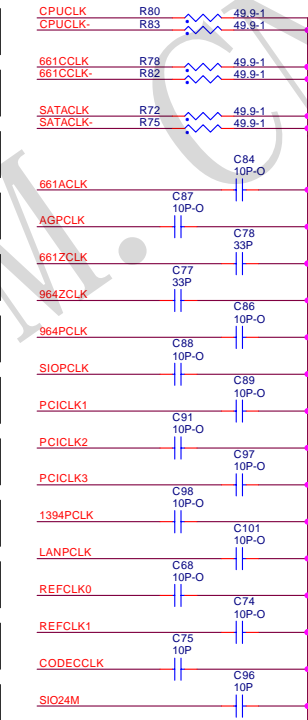 CPUCLK R80 49.9-1
CPUCLK- R83 49.9-1
661CCLK R78 49.9-1
661CCLK- R82 49.9-1
SATACLK R72 49.9-1
SATACLK- R75 49.9-1
C84
661ACLK 10P-O
C87
AGPCLK 10P-O
C78
661ZCLK 33P
C77
964ZCLK 33P
C86
964PCLK 10P-O
C88
SIOPCLK 10P-O
C89
PCICLK1 10P-O
C91
PCICLK2 10P-O
C97
PCICLK3 10P-O
C98
1394PCLK 10P-O
C101
LANPCLK 10P-O
C68
REFCLK0 10P-O
C74
REFCLK1 10P-O
C75
CODECCLK 10P
C96
SIO24M 10P
M. CN